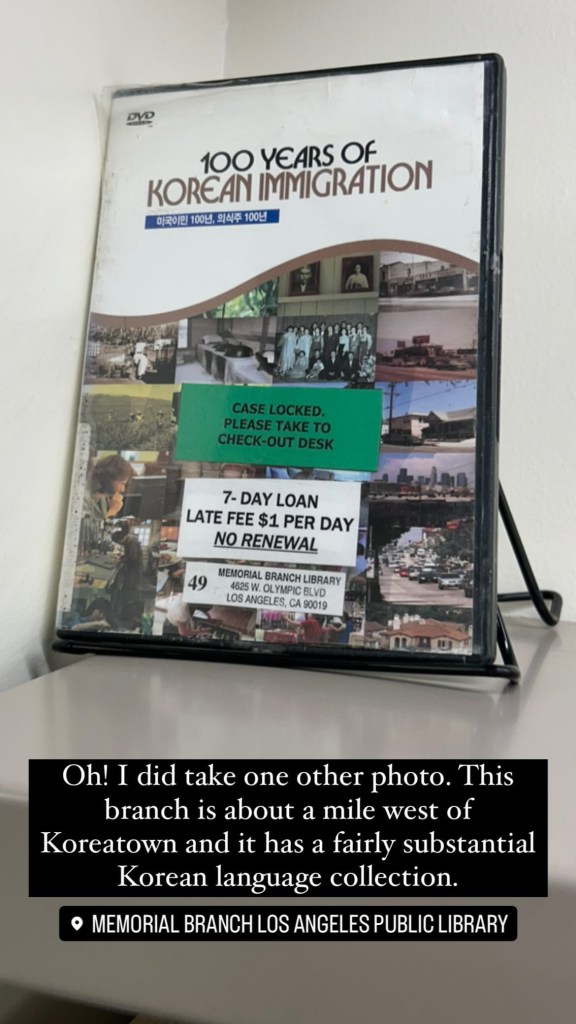 DVD
100 YEARS OF
KOREAN IMMIGRATION
미국이민 100년, 의식주 100년
CASE LOCKED.
PLEASE TAKE TO
CHECK-OUT DESK
7- DAY LOAN
LATE FEE $1 PER DAY
NO RENEWAL
49
MEMORIAL BRANCH LIBRARY
4625 W. OLYMPIC BLVD
LOS ANGELES, CA 90019
Oh! I did take one other photo. This
branch is about a mile west of
Koreatown and it has a fairly substantial
Korean language collection.
MEMORIAL BRANCH LOS ANGELES PUBLIC LIBRARY